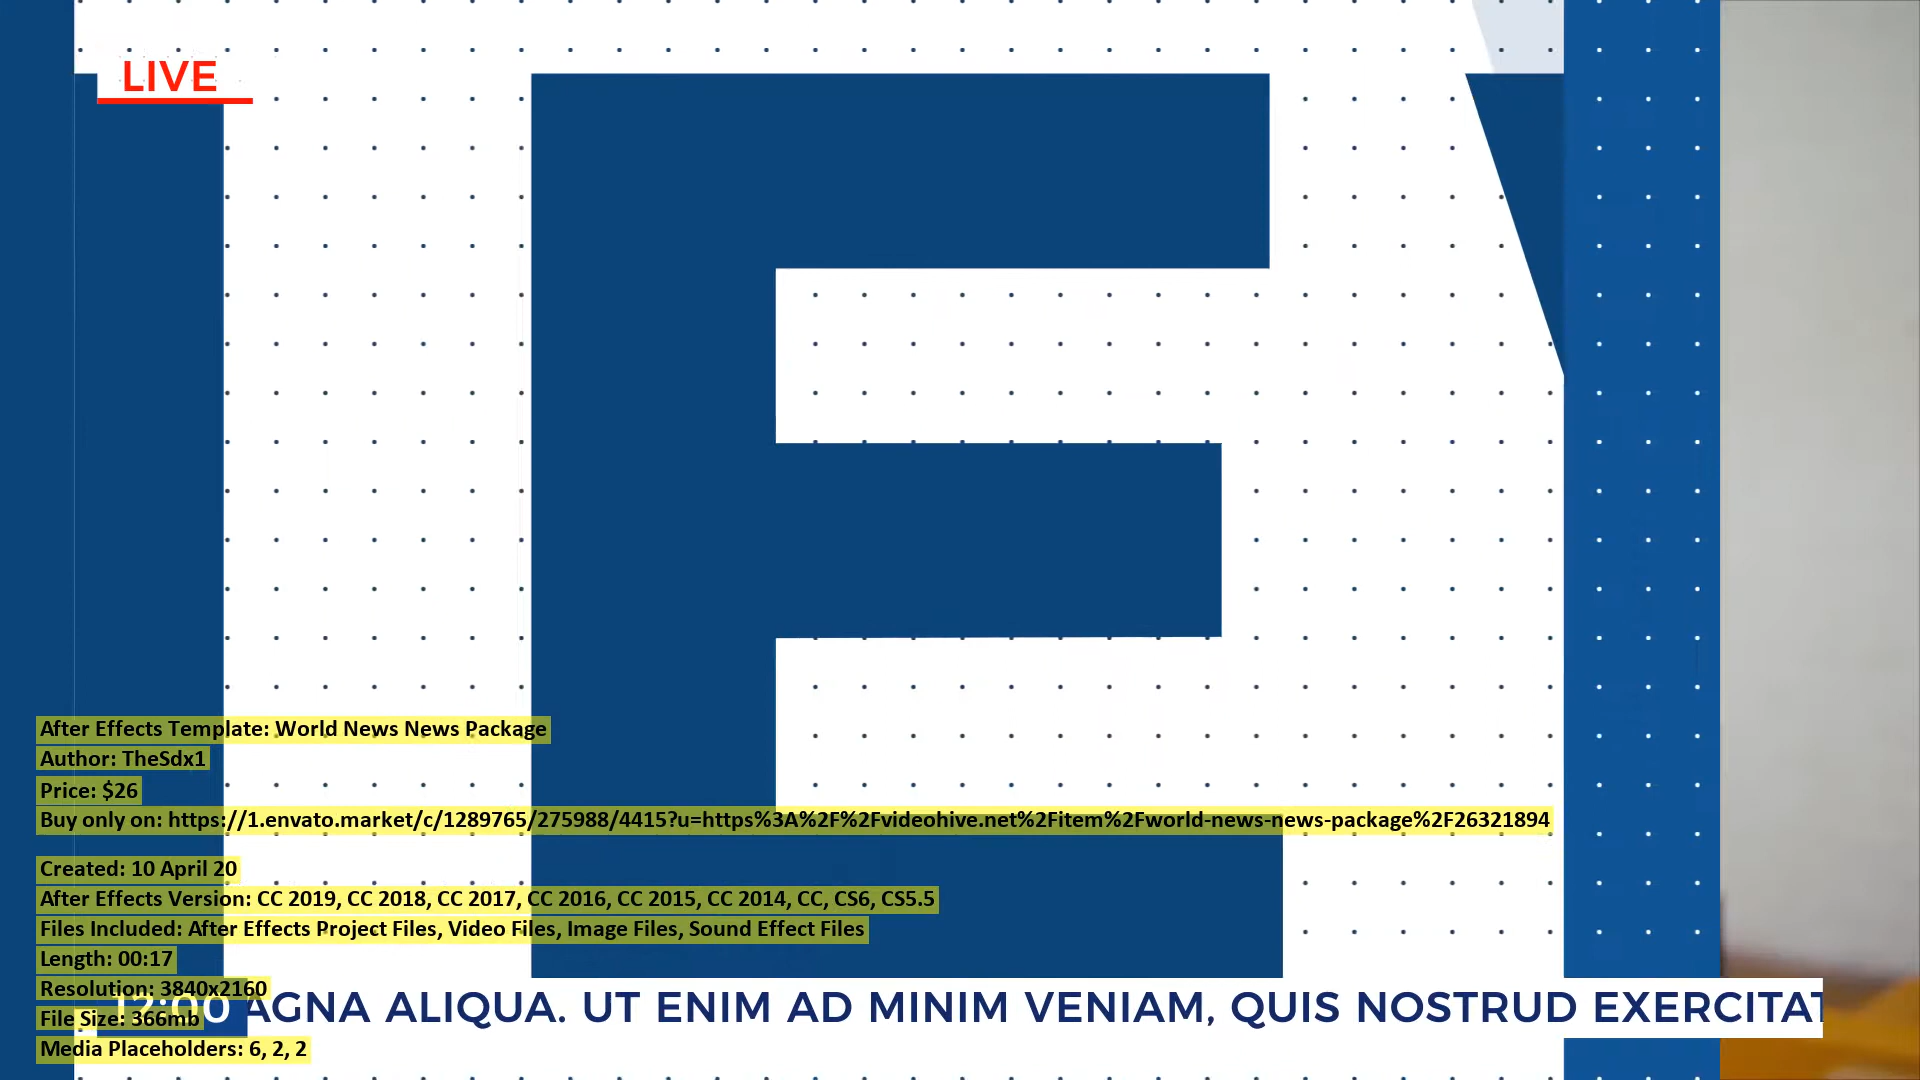 LIVE
E
After Effects Template: World News News Package
Author: TheSdx1
Price: $26
Buy only on: https://1.envato.market/c/1289765/275988/4415?u=https%3A%2F%2Fvideohive.net%2Fitem%2Fworld-news-news-package%2F26321894
Created: 10 April 20
After Effects Version: CC 2019, CC 2018, CC 2017, CC 2016, CC 2015, CC 2014, CC, CS6, CS5.5
Files Included: After Effects Project Files, Video Files, Image Files, Sound Effect Files
Length: 00:17
Resolution: 3840x2160
12:00 AGNA ALIQUA. UT ENIM AD MINIM VENIAM, QUIS NOSTRUD EXERCITAT
File Size: 366mb
Media Placeholders: 6, 2, 2